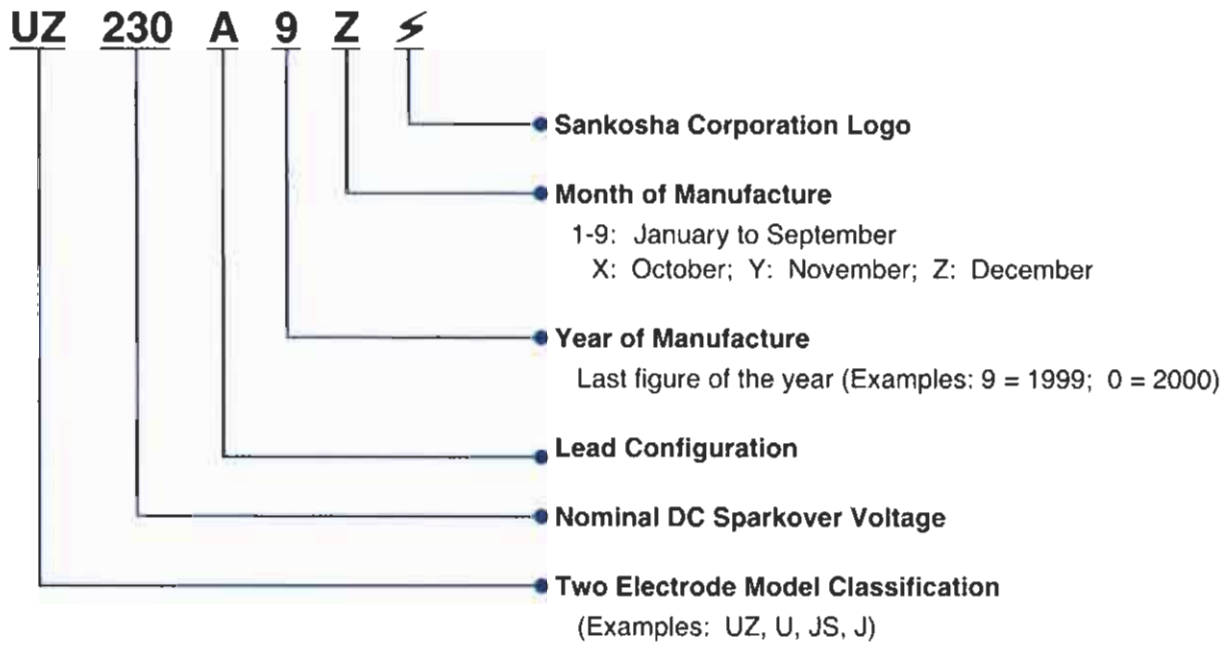 UZ 230 A 9 Z
Sankosha Corporation Logo
Month of Manufacture
1-9: January to September
X: October; Y: November; Z: December
Year of Manufacture
Last figure of the year (Examples: 9 = 1999; 0 = 2000)
Lead Configuration
Nominal DC Sparkover Voltage
Two Electrode Model Classification
(Examples: UZ, U, JS, J)